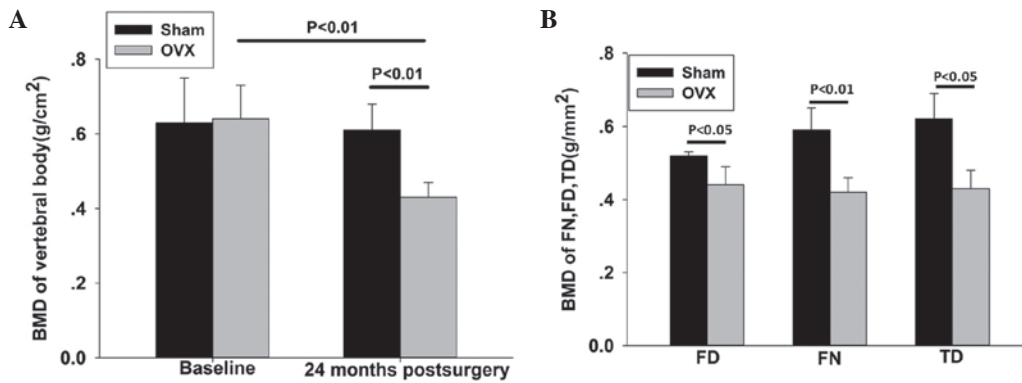 A
Sham
OVX
P<0.01
P<0.01
BMD of vertebral body(g/cm²)
.8
.6
.4
.2
0.0
Baseline
24 months postsurgery
B
Sham
OVX
P<0.05
P<0.01
P<0.05
BMD of FN,FD,TD(g/mm²)
.8
.6
.4
.2
0.0
FD
FN
TD